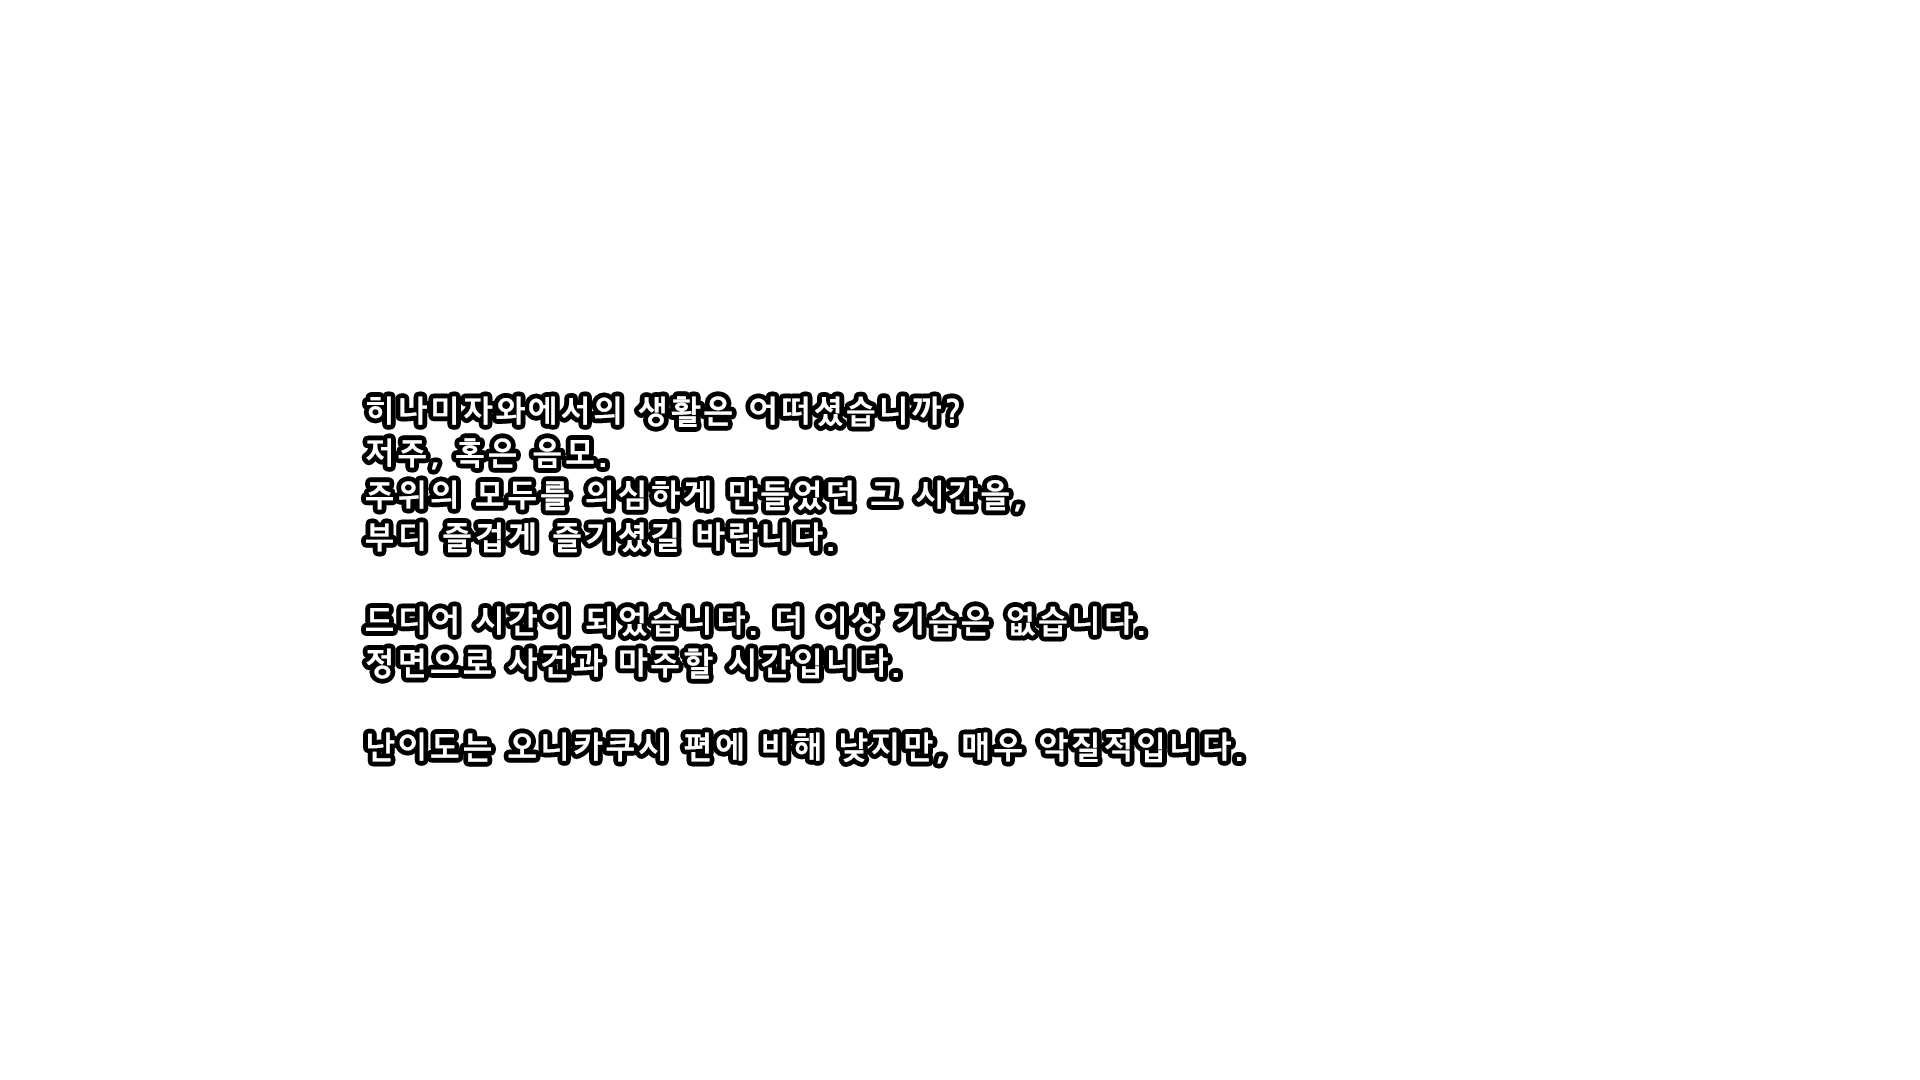 히나미자와에서의 생활은 어떠셨습니까?
저주, 혹은 음모.
주위의 모두를 의심하게 만들었던 그 시간을,
부디 즐겁게 즐기셨길 바랍니다.
드디어 시간이 되었습니다. 더 이상 기습은 없습니다.
정면으로 사건과 마주할 시간입니다.
난이도는 오니카쿠시 편에 비해 낮지만, 매우 악질적입니다.